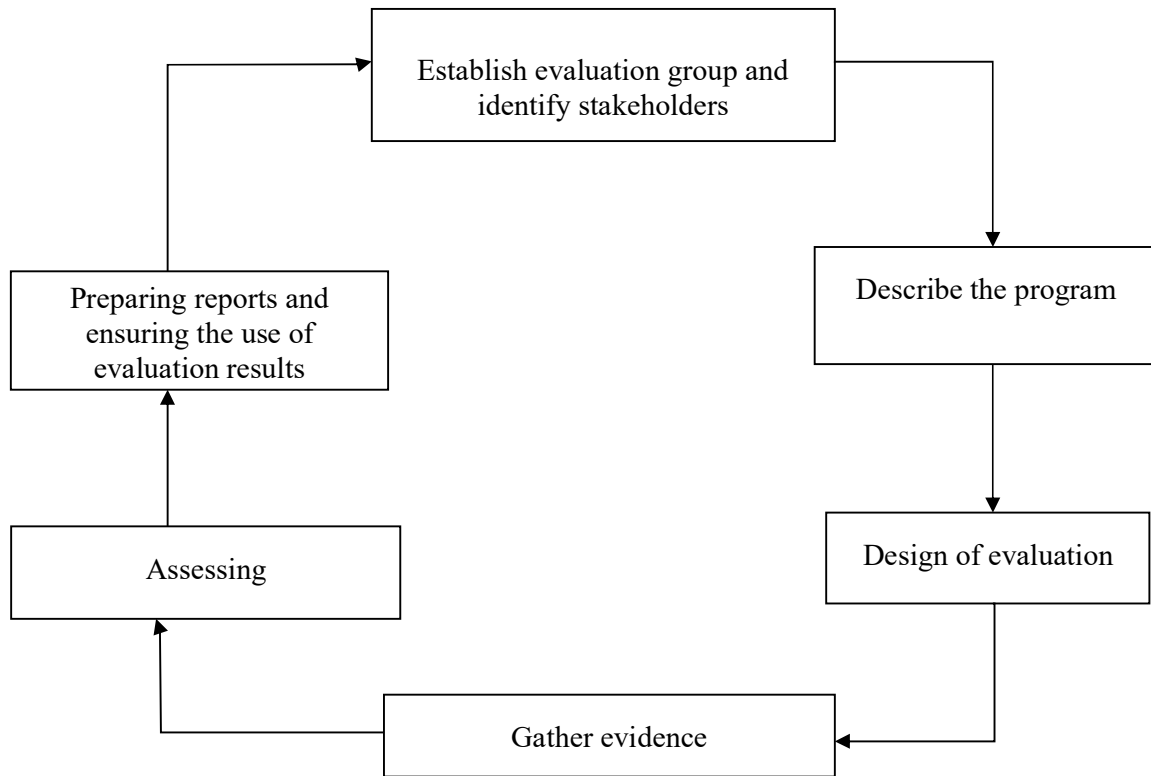 Establish evaluation group and
identify stakeholders
Describe the program
Design of evaluation
Gather evidence
Assessing
Preparing reports and
ensuring the use of
evaluation results